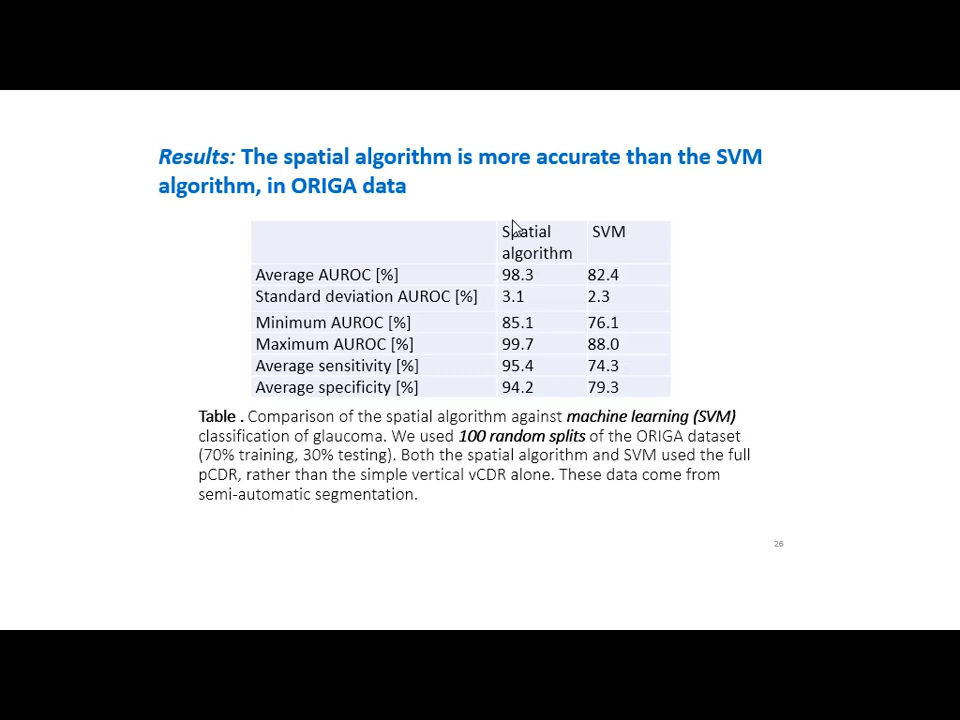 Results: The spatial algorithm is more accurate than the SVM
algorithm, in ORIGA data
Spatial SVM
algorithm
Average AUROC [%] 98.3 82.4
Standard deviation AUROC [%] 3.1 2.3
Minimum AUROC [%] 85.1 76.1
Maximum AUROC [%] 99.7 88.0
Average sensitivity [%] 95.4 74.3
Average specificity [%] 94.2 79.3
Table . Comparison of the spatial algorithm against machine learning (SVM)
classification of glaucoma. We used 100 random splits of the ORIGA dataset
(70% training, 30% testing). Both the spatial algorithm and SVM used the full
pCDR, rather than the simple vertical vCDR alone. These data come from
semi-automatic segmentation.
26